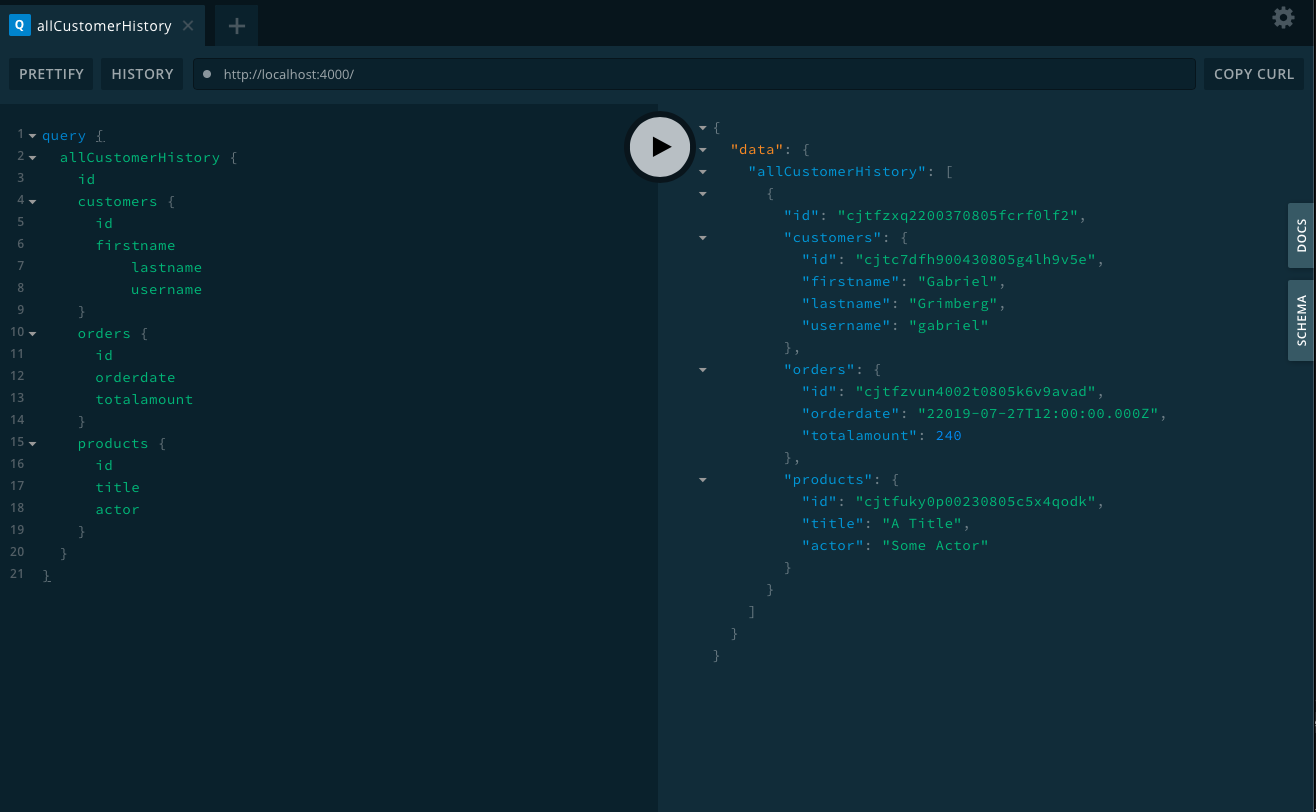 Q allCustomerHistory × +
PRETTIFY HISTORY http://localhost:4000/ COPY CURL
1 query {
2 allCustomerHistory {
3 id
4 customers {
5 id
6 firstname
7 lastname
8 username
9 }
10 orders {
11 id
12 orderdate
13 totalamount
14 }
15 products {
16 id
17 title
18 actor
19 }
20 }
21 }
{
"data": {
"allCustomerHistory": [
{
"id": "cjtfzxq2200370805fcrf0lf2",
"customers": {
"id": "cjtc7dfh900430805g4lh9v5e",
"firstname": "Gabriel",
"lastname": "Grimberg",
"username": "gabriel"
},
"orders": {
"id": "cjtfzvun4002t0805k6v9avad",
"orderdate": "22019-07-27T12:00:00.000Z",
"totalamount": 240
},
"products": {
"id": "cjtfuky0p00230805c5x4qodk",
"title": "A Title",
"actor": "Some Actor"
}
}
]
}
}
DOCS
SCHEMA